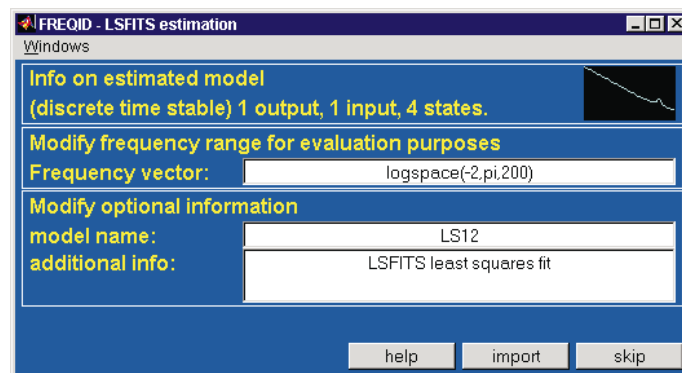 FREQID - LSFITS estimation
Windows
Info on estimated model
(discrete time stable) 1 output, 1 input, 4 states.
Modify frequency range for evaluation purposes
Frequency vector: logspace(-2,pi,200)
Modify optional information
model name: LS12
additional info: LSFITS least squares fit
help import skip